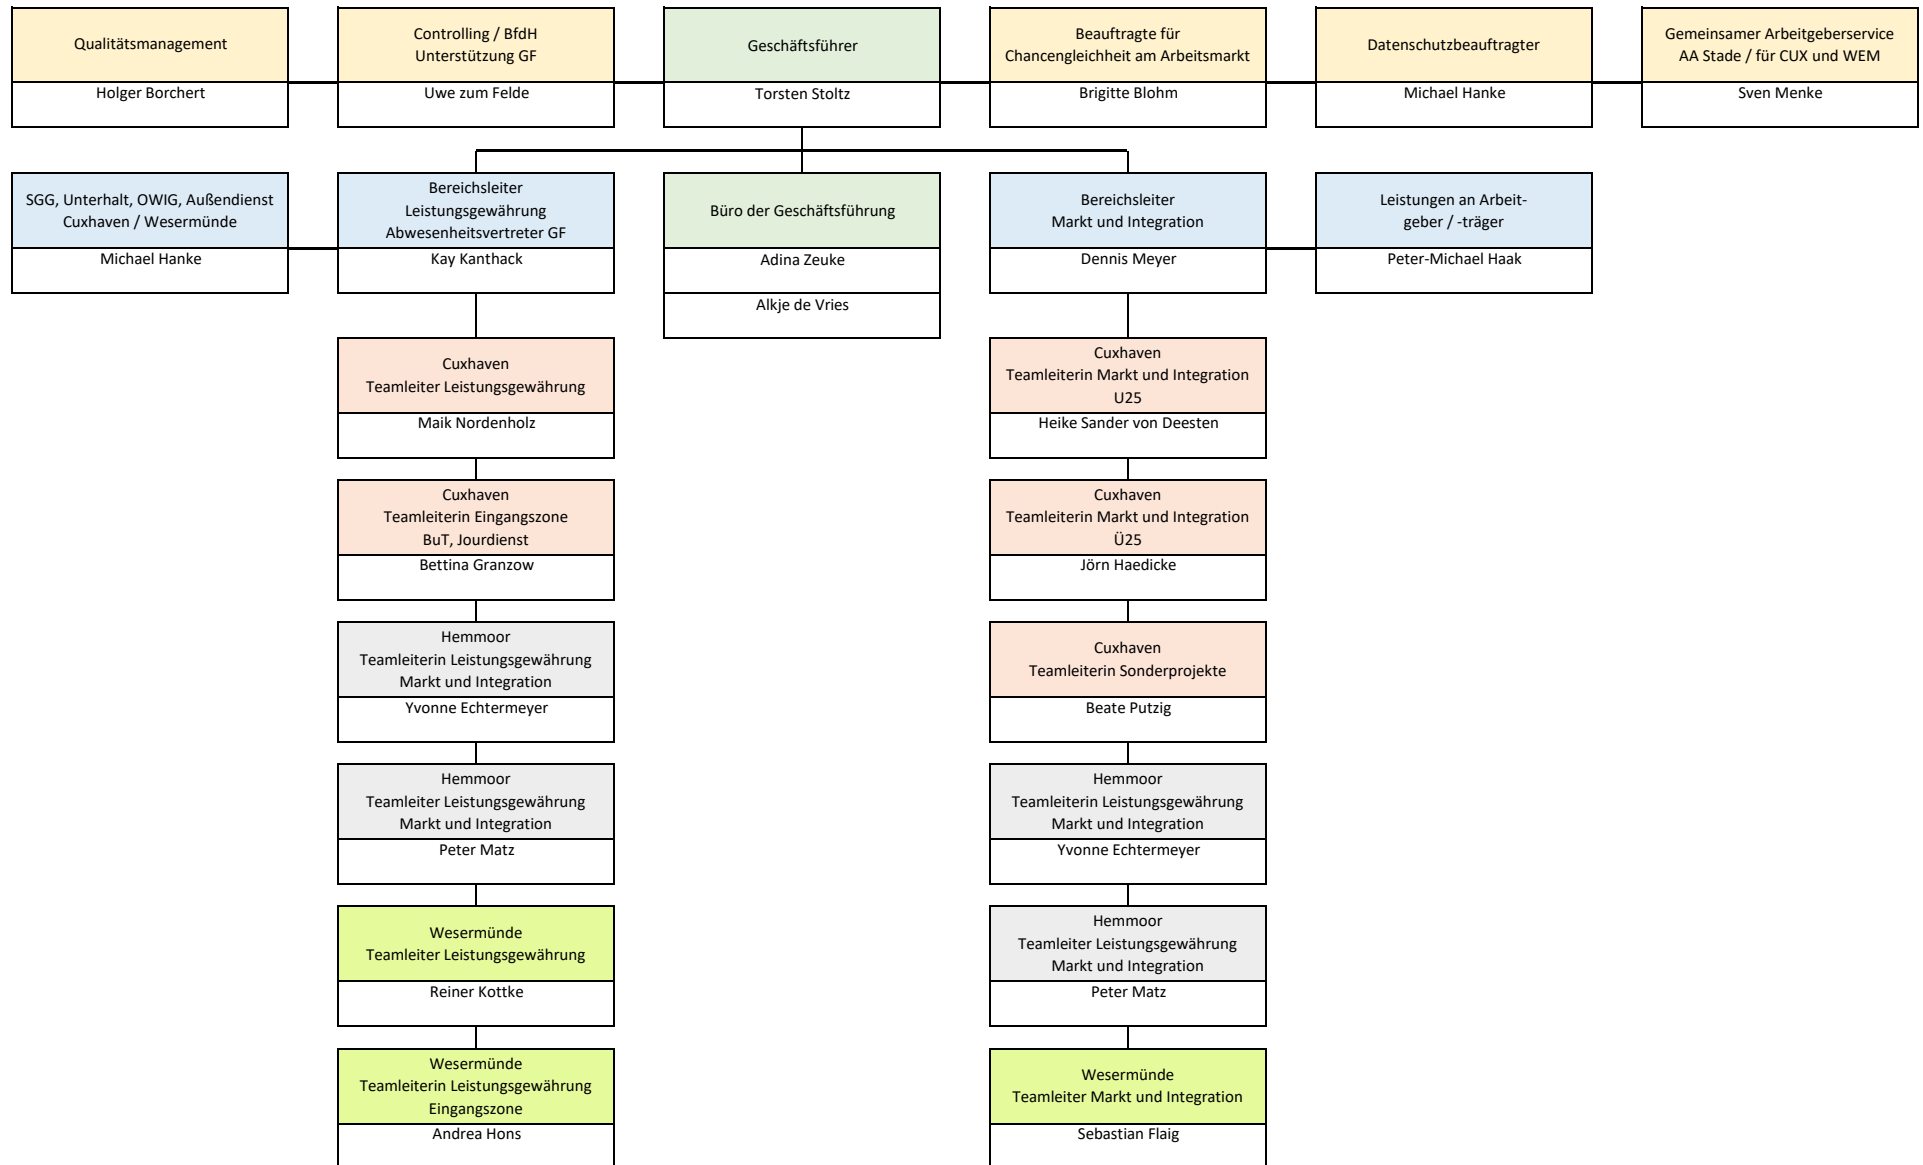 Qualitätsmanagement
Holger Borchert
Controlling / BfdH
Unterstützung GF
Uwe zum Felde
Geschäftsführer
Torsten Stoltz
Beauftragte für
Chancengleichheit am Arbeitsmarkt
Brigitte Blohm
Datenschutzbeauftragter
Michael Hanke
Gemeinsamer Arbeitgeberservice
AA Stade / für CUX und WEM
Sven Menke
SGG, Unterhalt, OWIG, Außendienst
Cuxhaven / Wesermünde
Michael Hanke
Bereichsleiter
Leistungsgewährung
Abwesenheitsvertreter GF
Kay Kanthack
Büro der Geschäftsführung
Adina Zeuke
Alkje de Vries
Bereichsleiter
Markt und Integration
Dennis Meyer
Leistungen an Arbeit-
geber / -träger
Peter-Michael Haak
Cuxhaven
Teamleiter Leistungsgewährung
Maik Nordenholz
Cuxhaven
Teamleiterin Eingangszone
BuT, Jourdienst
Bettina Granzow
Hemmoor
Teamleiterin Leistungsgewährung
Markt und Integration
Yvonne Echtermeyer
Hemmoor
Teamleiter Leistungsgewährung
Markt und Integration
Peter Matz
Wesermünde
Teamleiter Leistungsgewährung
Reiner Kottke
Wesermünde
Teamleiterin Leistungsgewährung
Eingangszone
Andrea Hons
Cuxhaven
Teamleiterin Markt und Integration
U25
Heike Sander von Deesten
Cuxhaven
Teamleiterin Markt und Integration
Ü25
Jörn Haedicke
Cuxhaven
Teamleiterin Sonderprojekte
Beate Putzig
Hemmoor
Teamleiterin Leistungsgewährung
Markt und Integration
Yvonne Echtermeyer
Hemmoor
Teamleiter Leistungsgewährung
Markt und Integration
Peter Matz
Wesermünde
Teamleiter Markt und Integration
Sebastian Flaig